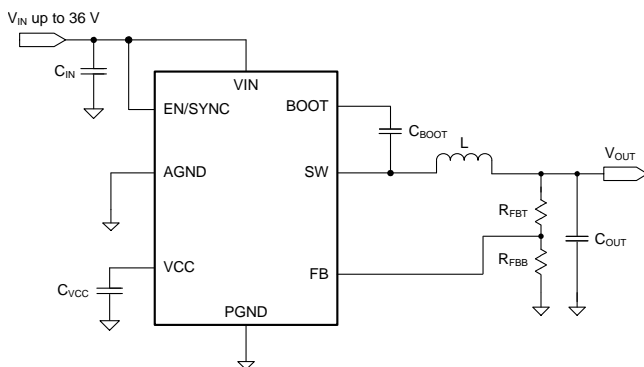 VIN up to 36 V
CIN
VIN
EN/SYNC
BOOT
CBOOT
AGND
SW
L
VOUT
RFBT
COUT
RFBB
VCC
FB
CVCC
PGND